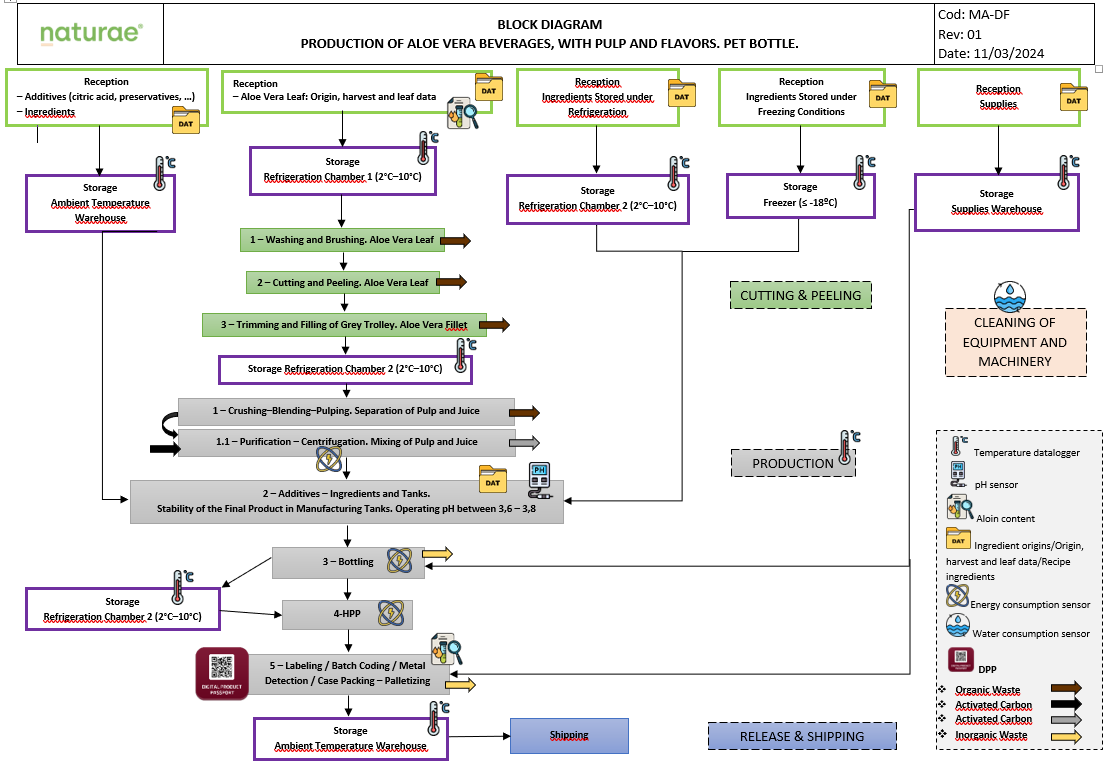 naturae®
BLOCK DIAGRAM
PRODUCTION OF ALOE VERA BEVERAGES, WITH PULP AND FLAVORS. PET BOTTLE.
Cod: MA-DF
Rev: 01
Date: 11/03/2024
Reception
– Additives (citric acid, preservatives, ...)
– Ingredients
DAT
Reception
– Aloe Vera Leaf: Origin, harvest and leaf data
DAT
Reception
Ingredients Stored under
Refrigeration
DAT
Reception
Ingredients Stored under
Freezing Conditions
DAT
Reception
Supplies
DAT
°C
Storage
Ambient Temperature
Warehouse
°C
Storage
Refrigeration Chamber 1 (2°C–10°C)
°C
Storage
Refrigeration Chamber 2 (2°C–10°C)
°C
Storage
Freezer (≤ -18ºC)
°C
Storage
Supplies Warehouse
°C
1 – Washing and Brushing. Aloe Vera Leaf
2 – Cutting and Peeling. Aloe Vera Leaf
3 – Trimming and Filling of Grey Trolley. Aloe Vera Fillet
CUTTING & PEELING
CLEANING OF
EQUIPMENT AND
MACHINERY
Storage Refrigeration Chamber 2 (2°C–10°C)
°C
1 – Crushing–Blending–Pulping. Separation of Pulp and Juice
1.1 – Purification – Centrifugation. Mixing of Pulp and Juice
PRODUCTION
°C
DAT
PH
2 – Additives – Ingredients and Tanks.
Stability of the Final Product in Manufacturing Tanks. Operating pH between 3,6 – 3,8
3 – Bottling
Storage
Refrigeration Chamber 2 (2°C–10°C)
°C
4-HPP
DIGITAL PRODUCT
PASSPORT
5 – Labeling / Batch Coding / Metal
Detection / Case Packing – Palletizing
Storage
Ambient Temperature Warehouse
°C
Shipping
RELEASE & SHIPPING
°C
Temperature datalogger
PH
pH sensor
Aloin content
DAT
Ingredient origins/Origin,
harvest and leaf data/Recipe
ingredients
Energy consumption sensor
Water consumption sensor
DPP
❖ Organic Waste
❖ Activated Carbon
❖ Activated Carbon
❖ Inorganic Waste